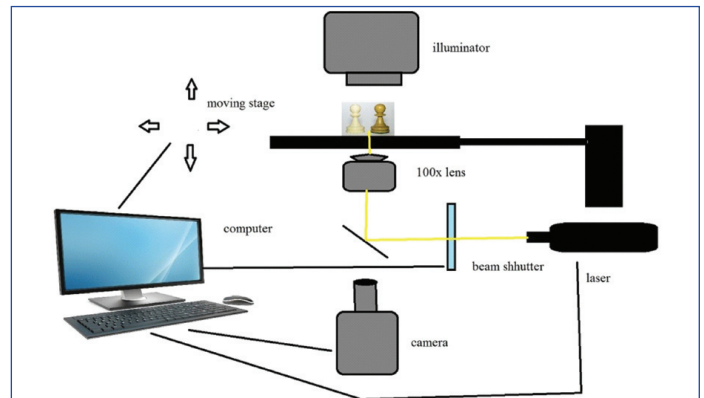 illuminator
moving stage
100x lens
computer
beam shhutter
laser
camera